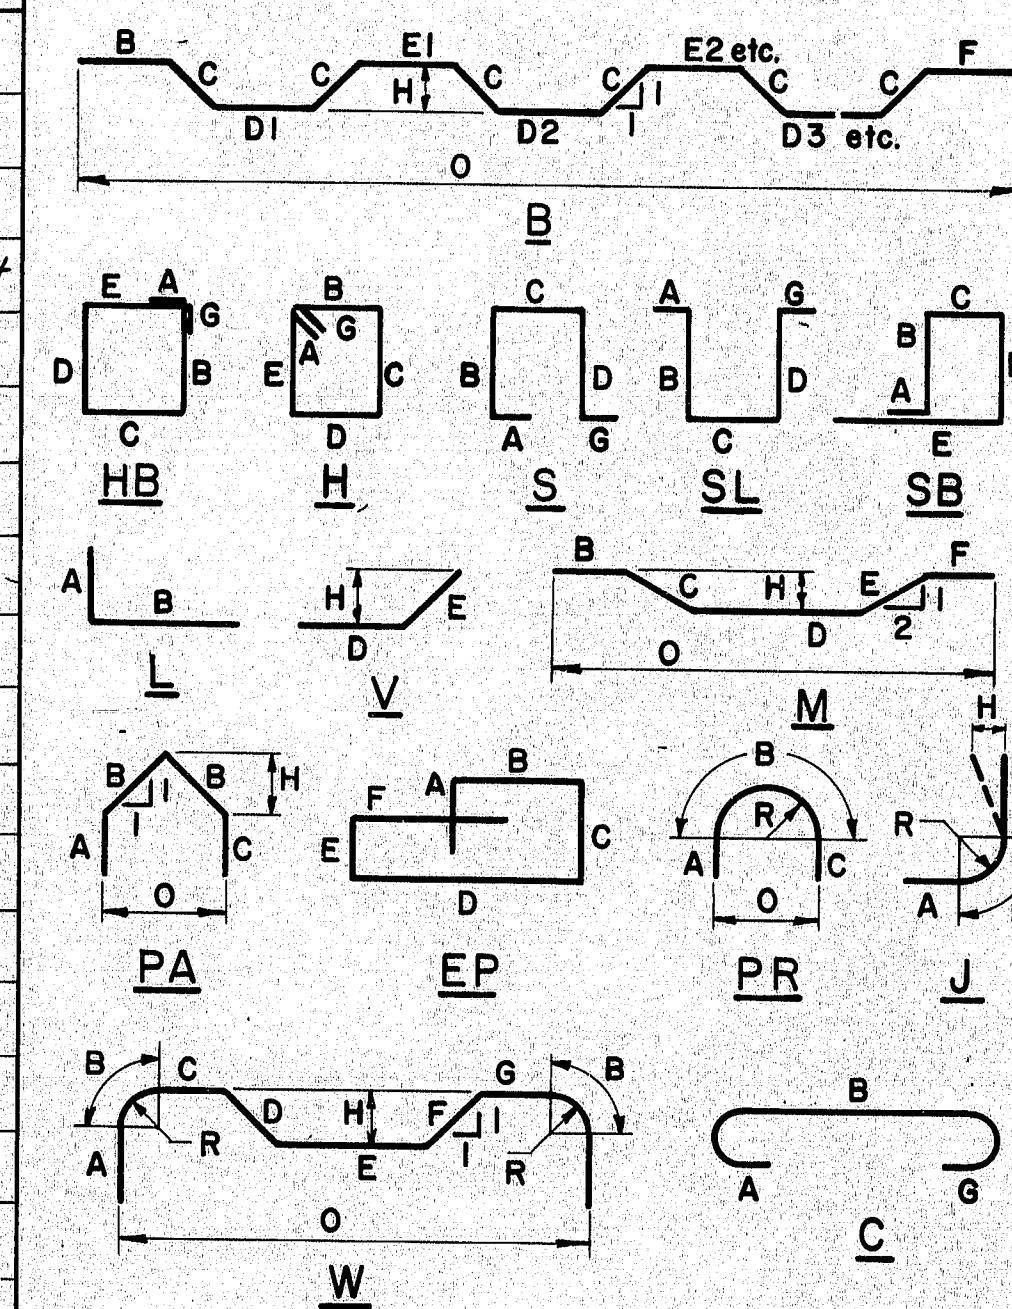 B E1 E2 etc. F
C C C C C C
H 1
D1 D2 1 D3 etc.
O
B
E A B C A G C
G G B
D B A E C B D B D A
C D A G C E
HB H S SL SB
A B H E B C H E F
D D 2 1
O
L V M
H
B B H A B B
1 F R R
1
A C E C A C
O D O A
PA EP PR J
B C G B B
D H F 1
A R E 1 R A G
O C
W